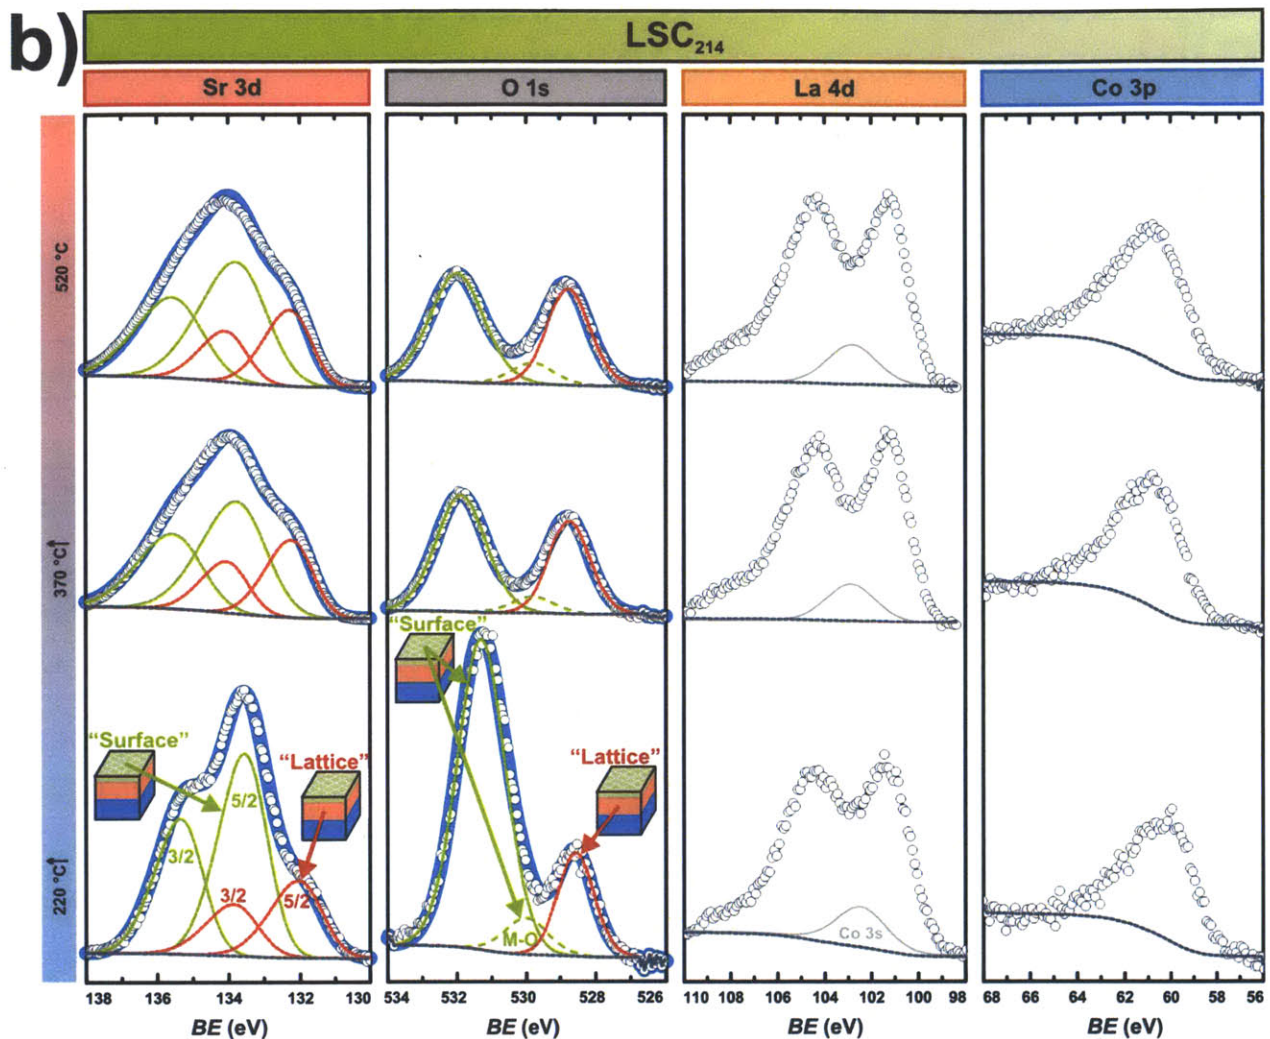 b)
LSC214
Sr 3d
O 1s
La 4d
Co 3p
520 °C
370 °C↑
220 °C↑
"Surface"
"Lattice"
3/2
5/2
3/2
5/2
"Surface"
"Lattice"
M-O
Co 3s
138 136 134 132 130
534 532 530 528 526
110 108 106 104 102 100 98
68 66 64 62 60 58 56
BE (eV)
BE (eV)
BE (eV)
BE (eV)